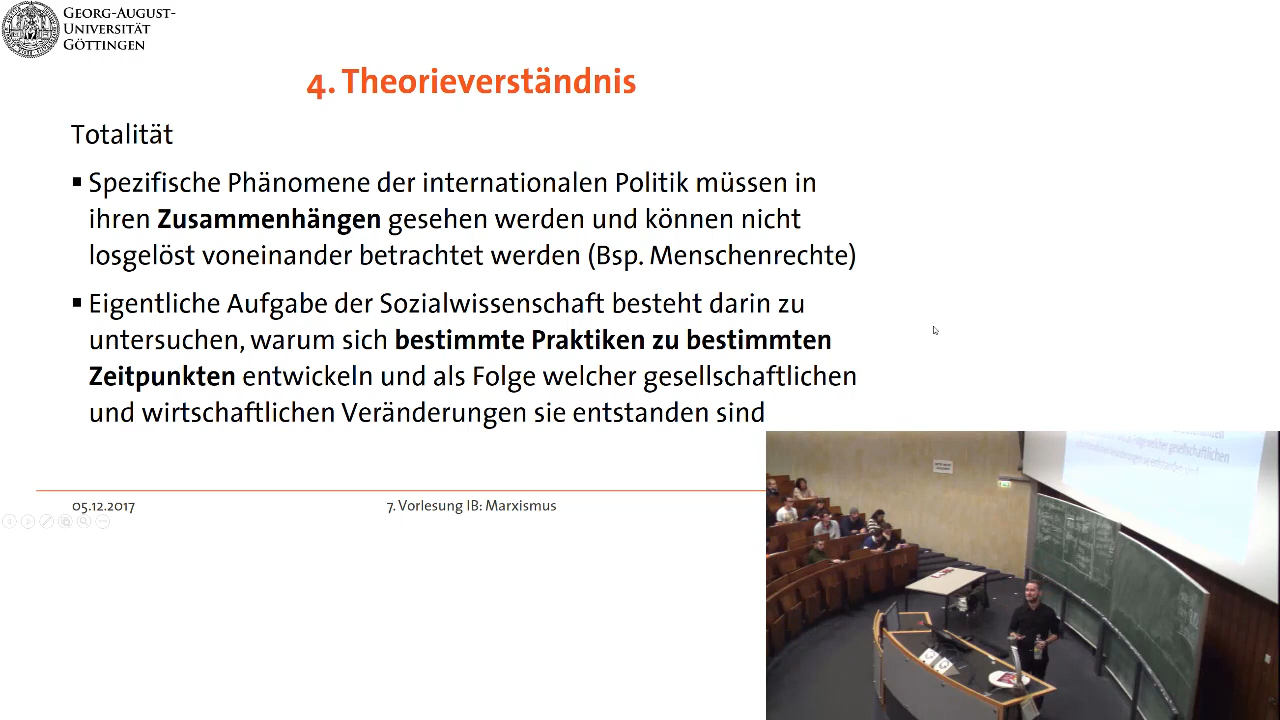 GEORG-AUGUST-
UNIVERSITÄT
GÖTTINGEN
4. Theorieverständnis
Totalität
▪ Spezifische Phänomene der internationalen Politik müssen in
ihren Zusammenhängen gesehen werden und können nicht
losgelöst voneinander betrachtet werden (Bsp. Menschenrechte)
▪ Eigentliche Aufgabe der Sozialwissenschaft besteht darin zu
untersuchen, warum sich bestimmte Praktiken zu bestimmten
Zeitpunkten entwickeln und als Folge welcher gesellschaftlichen
und wirtschaftlichen Veränderungen sie entstanden sind
05.12.2017
7. Vorlesung IB: Marxismus